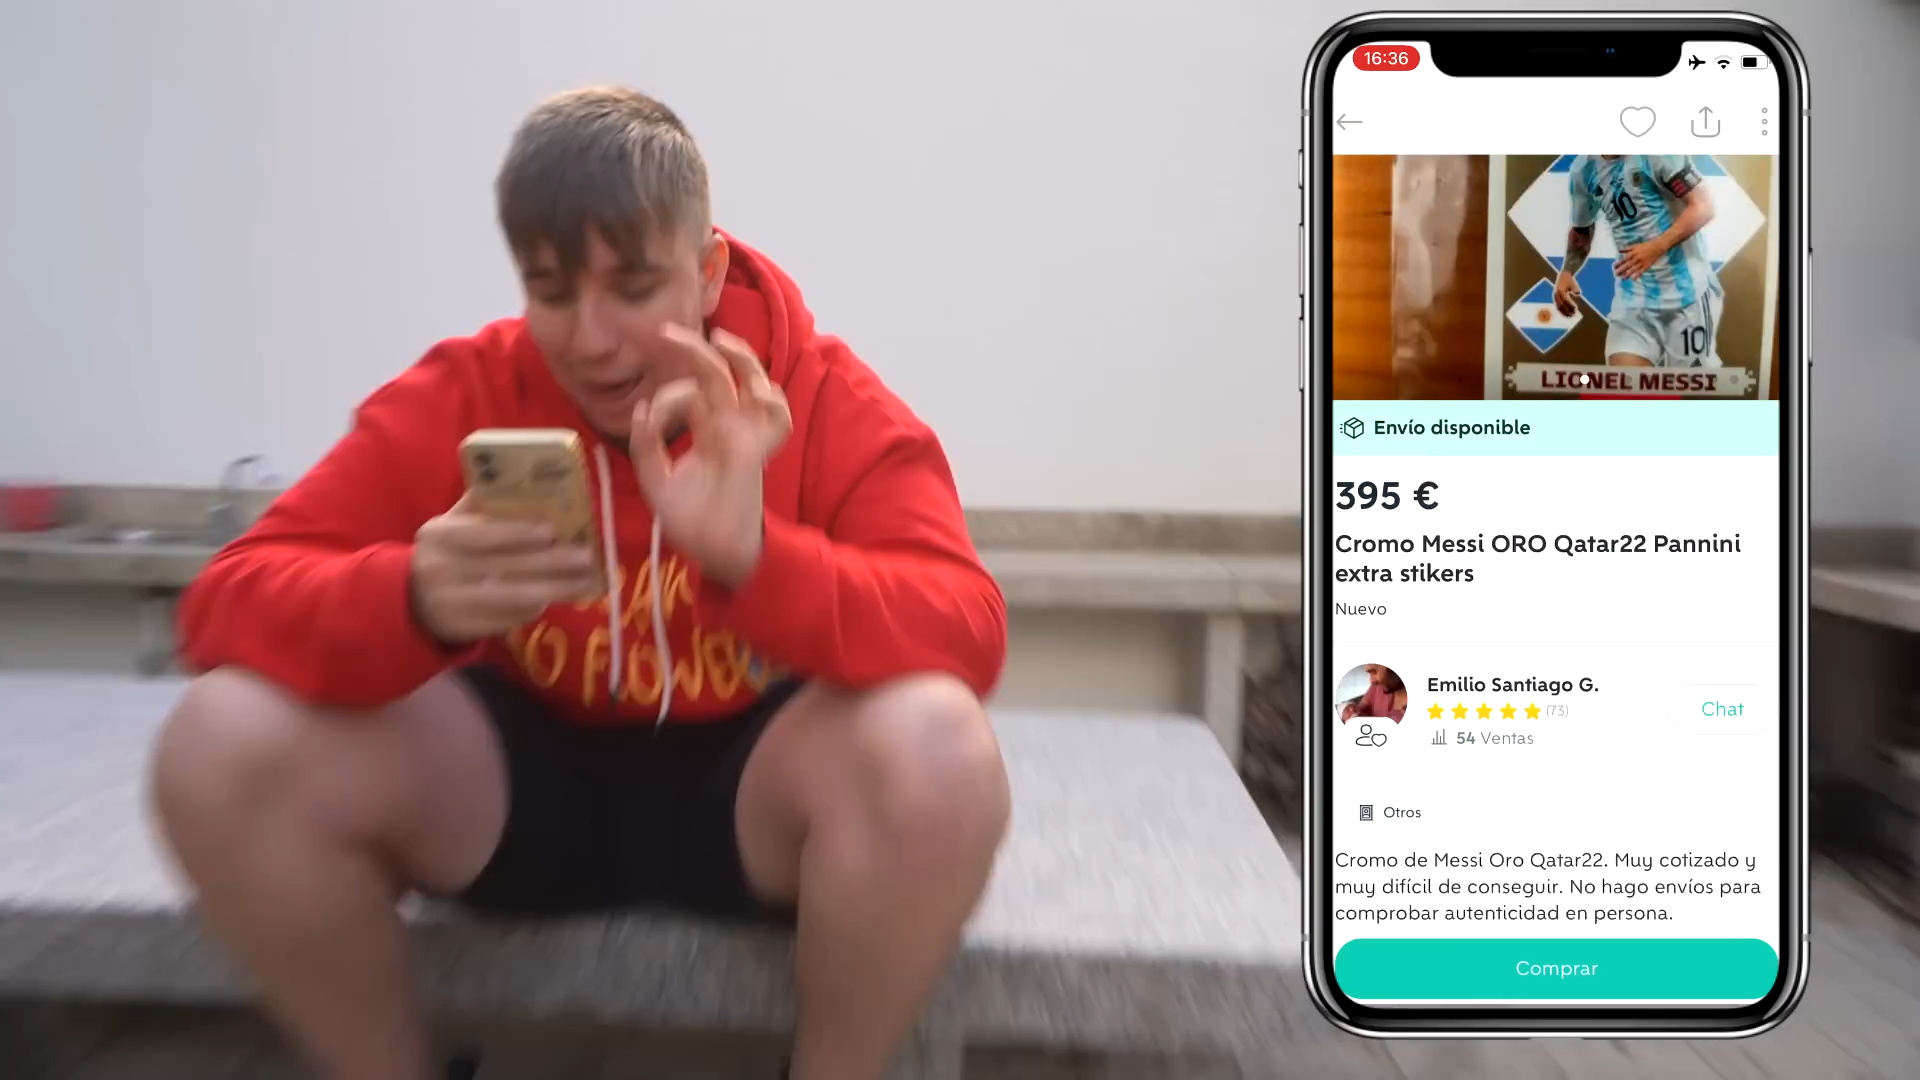 16:36
10
10
LIONEL MESSI
Envío disponible
395 €
Cromo Messi ORO Qatar22 Pannini
extra stikers
Nuevo
Emilio Santiago G.
(73)
Chat
54 Ventas
Otros
Cromo de Messi Oro Qatar22. Muy cotizado y
muy difícil de conseguir. No hago envíos para
comprobar autenticidad en persona.
Comprar